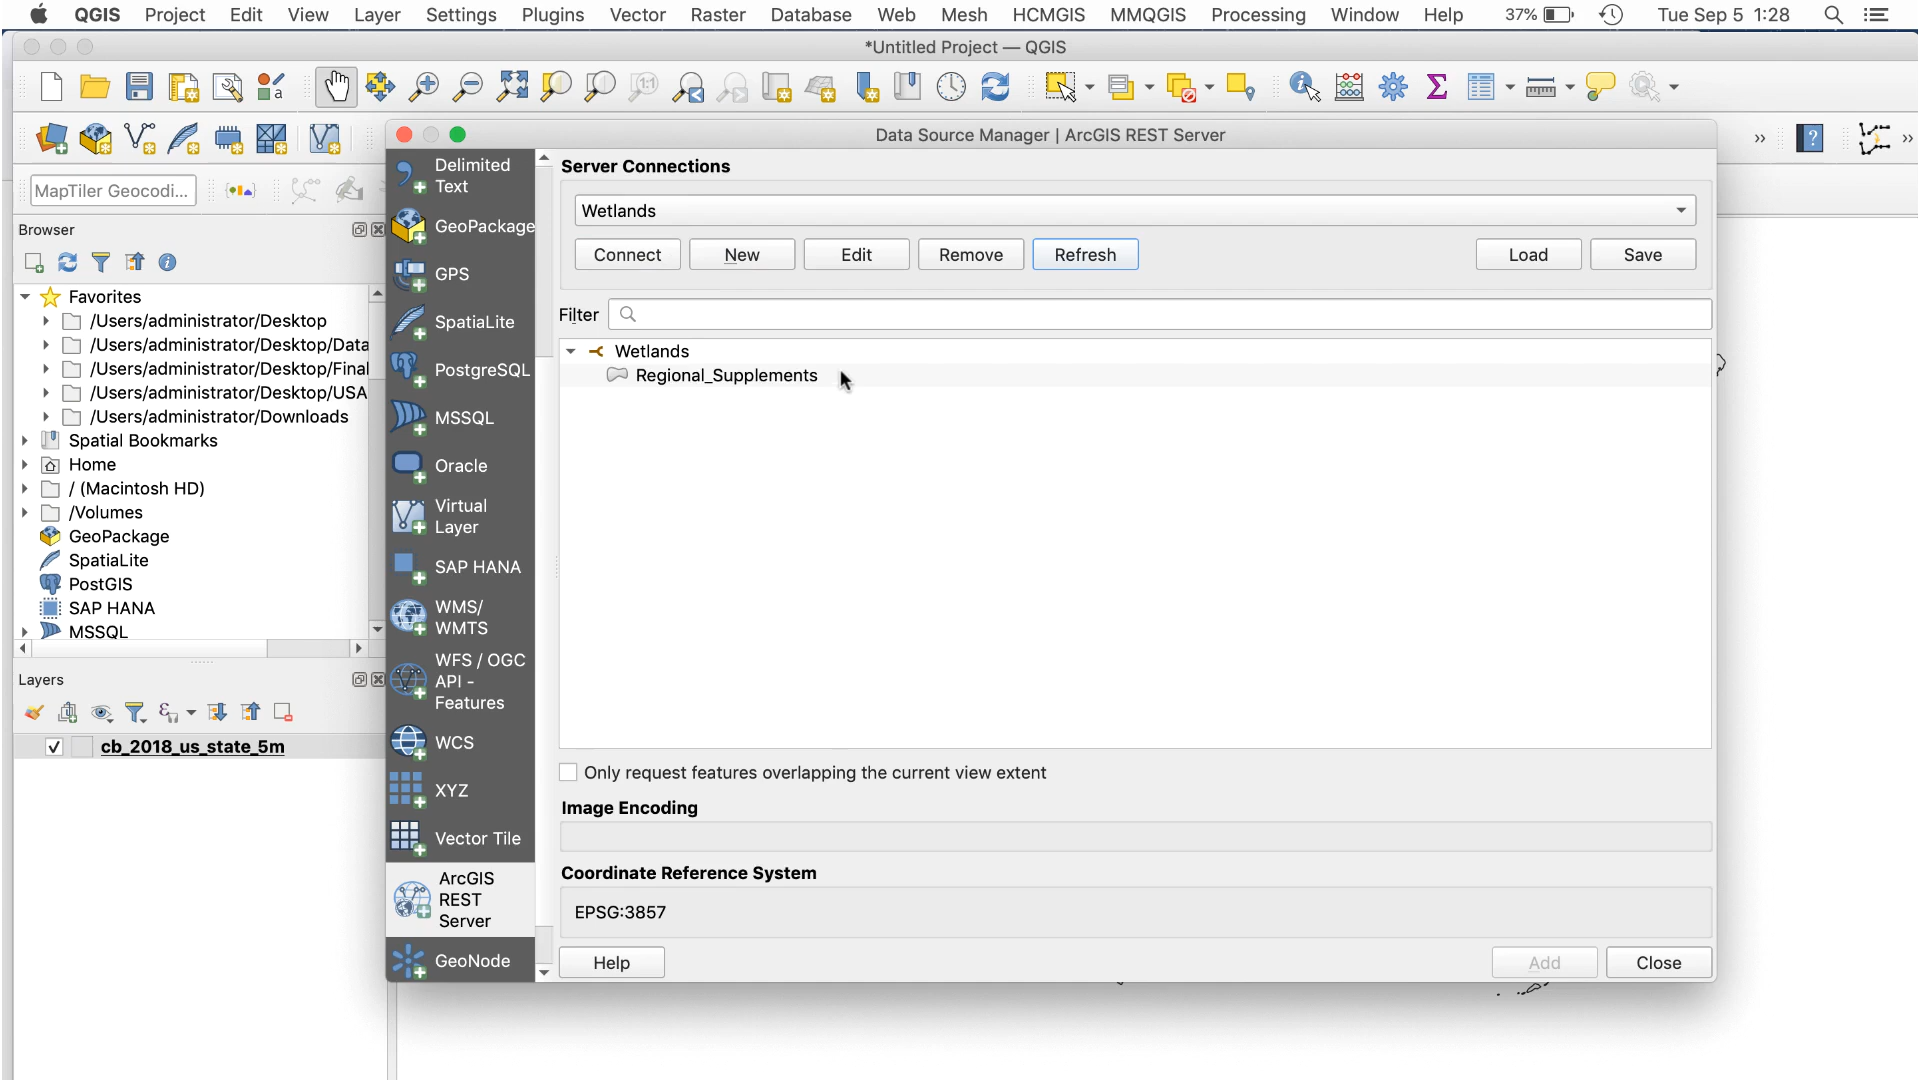 QGIS Project Edit View Layer Settings Plugins Vector Raster Database Web Mesh HCMGIS MMQGIS Processing Window Help 37% Tue Sep 5 1:28
*Untitled Project — QGIS
1:1
»
?
»
Data Source Manager | ArcGIS REST Server
MapTiler Geocodi...
Browser
Favorites
/Users/administrator/Desktop
/Users/administrator/Desktop/Data
/Users/administrator/Desktop/Final
/Users/administrator/Desktop/USA
/Users/administrator/Downloads
Spatial Bookmarks
Home
/ (Macintosh HD)
/Volumes
GeoPackage
SpatiaLite
PostGIS
SAP HANA
MSSQL
Layers
cb_2018_us_state_5m
Delimited
Text
GeoPackage
GPS
SpatiaLite
PostgreSQL
MSSQL
Oracle
Virtual
Layer
SAP HANA
WMS/
WMTS
WFS / OGC
API -
Features
WCS
XYZ
Vector Tile
ArcGIS
REST
Server
GeoNode
Server Connections
Wetlands
Connect New Edit Remove Refresh Load Save
Filter
Wetlands
Regional_Supplements
Only request features overlapping the current view extent
Image Encoding
Coordinate Reference System
EPSG:3857
Help Add Close